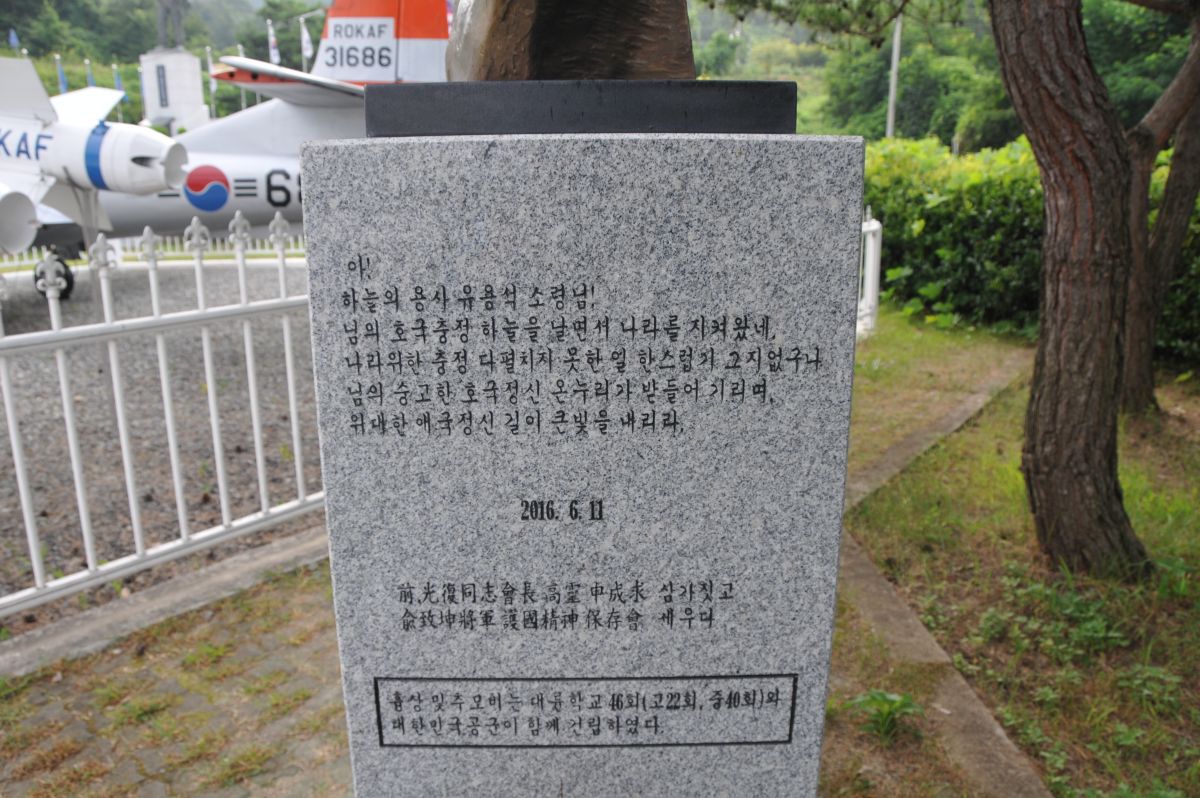 ROKAF
31686
KAF
68
아!
하늘의 용사 유용석 소령님!
님의 호국충정 하늘을 날면서 나라를 지켜왔네,
나라위한 충정 다펼치지 못한 일 한스럽기 그지없구나
님의 숭고한 호국정신 온누리가 받들어 기리며,
위대한 애국정신 길이 큰빛을 내리라,
2016. 6. 11
前光復同志會長 高靈 申成永 삼가짓고
兪致坤將軍 護國精神 保存會 세우다
흉상 및 추모비는 대륜학교 46회(고22회, 중40회)와
대한민국공군이 함께 건립하였다.